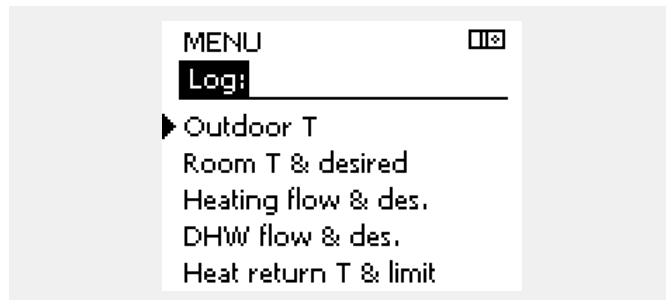 MENU
Log:
Outdoor T
Room T & desired
Heating flow & des.
DHW flow & des.
Heat return T & limit